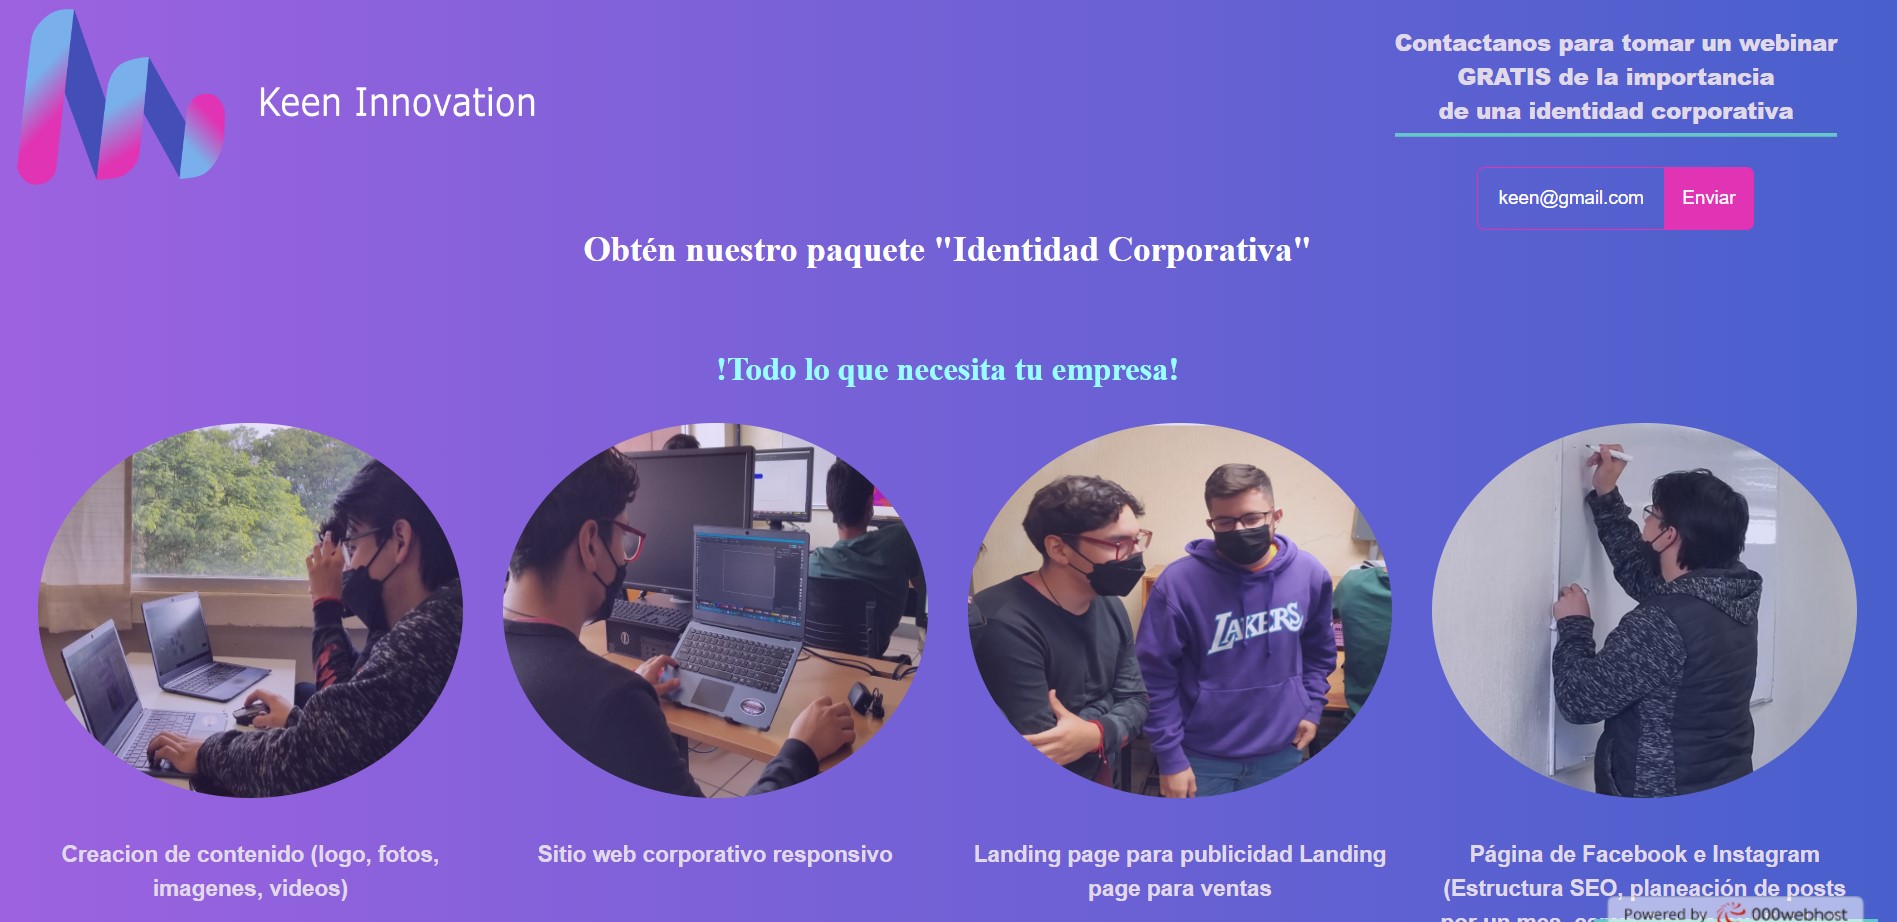 Keen Innovation
Contactanos para tomar un webinar
GRATIS de la importancia
de una identidad corporativa
keen@gmail.com
Enviar
Obtén nuestro paquete "Identidad Corporativa"
!Todo lo que necesita tu empresa!
LAKERS
Creacion de contenido (logo, fotos,
imagenes, videos)
Sitio web corporativo responsivo
Landing page para publicidad Landing
page para ventas
Página de Facebook e Instagram
(Estructura SEO, planeación de posts
por un mes,
Powered by 000webhost